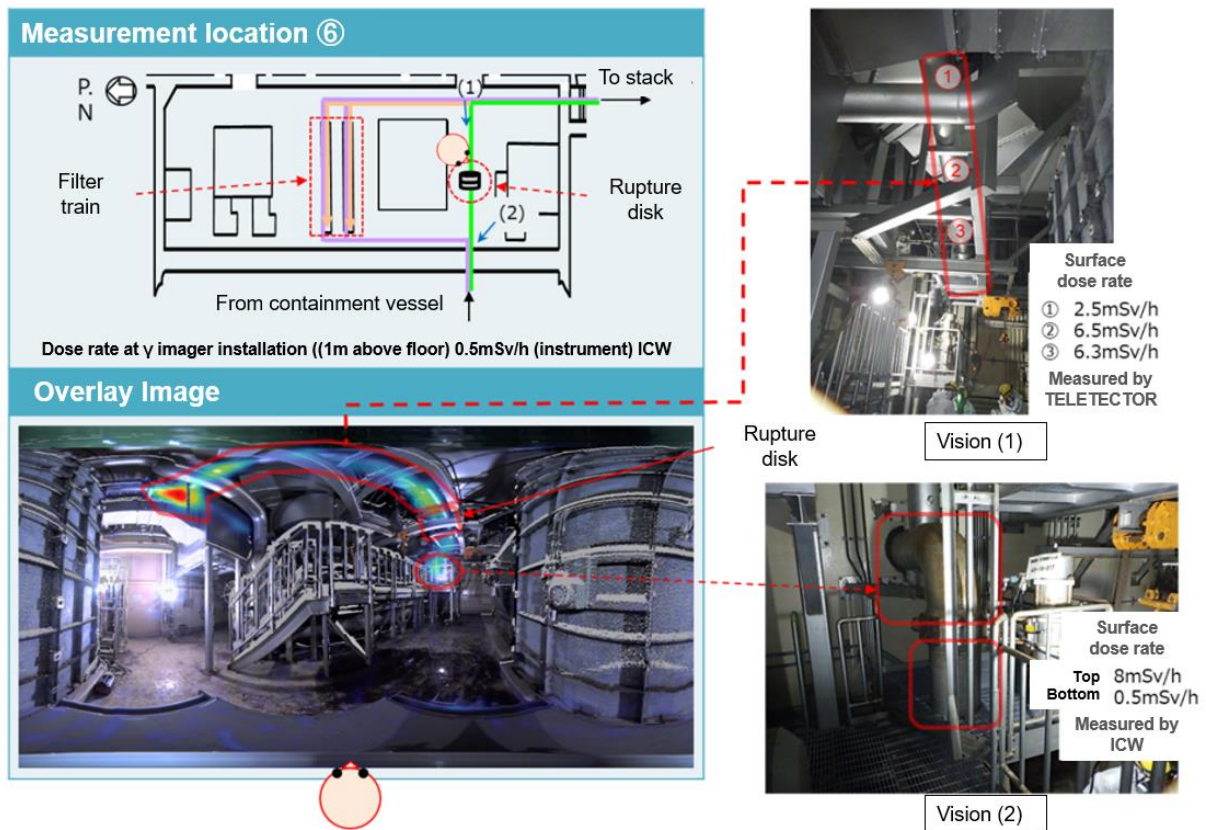 Measurement location ⑥
P.
N
(1)
To stack
Filter
train
Rupture
disk
(2)
From containment vessel
Dose rate at γ imager installation ((1m above floor) 0.5mSv/h (instrument) ICW
Overlay Image
Rupture
disk
①
②
③
Surface
dose rate
① 2.5mSv/h
② 6.5mSv/h
③ 6.3mSv/h
Measured by
TELETECTOR
Vision (1)
Surface
dose rate
Top 8mSv/h
Bottom 0.5mSv/h
Measured by
ICW
Vision (2)